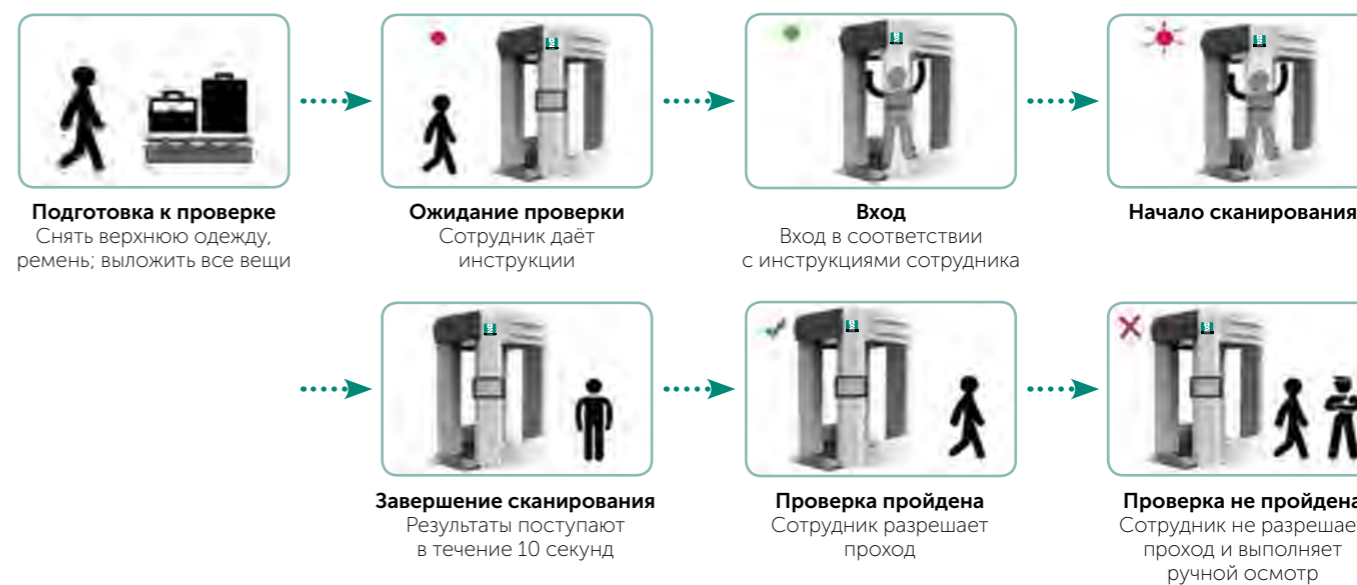 Подготовка к проверке
Снять верхнюю одежду,
ремень; выложить все вещи
Ожидание проверки
Сотрудник даёт
инструкции
Вход
Вход в соответствии
с инструкциями сотрудника
Начало сканирования
Завершение сканирования
Результаты поступают
в течение 10 секунд
Проверка пройдена
Сотрудник разрешает
проход
Проверка не пройдена
Сотрудник не разрешает
проход и выполняет
ручной осмотр